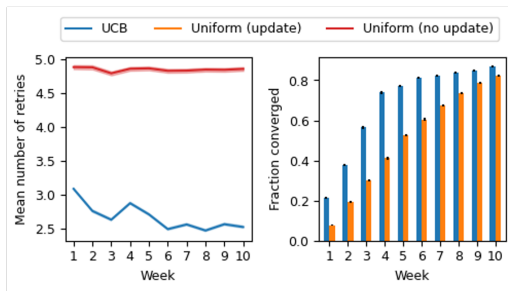 UCB Uniform (update) Uniform (no update)
Mean number of retries
5.0
4.5
4.0
3.5
3.0
2.5
1 2 3 4 5 6 7 8 9 10
Week
Fraction converged
0.8
0.6
0.4
0.2
0.0
1 2 3 4 5 6 7 8 9 10
Week